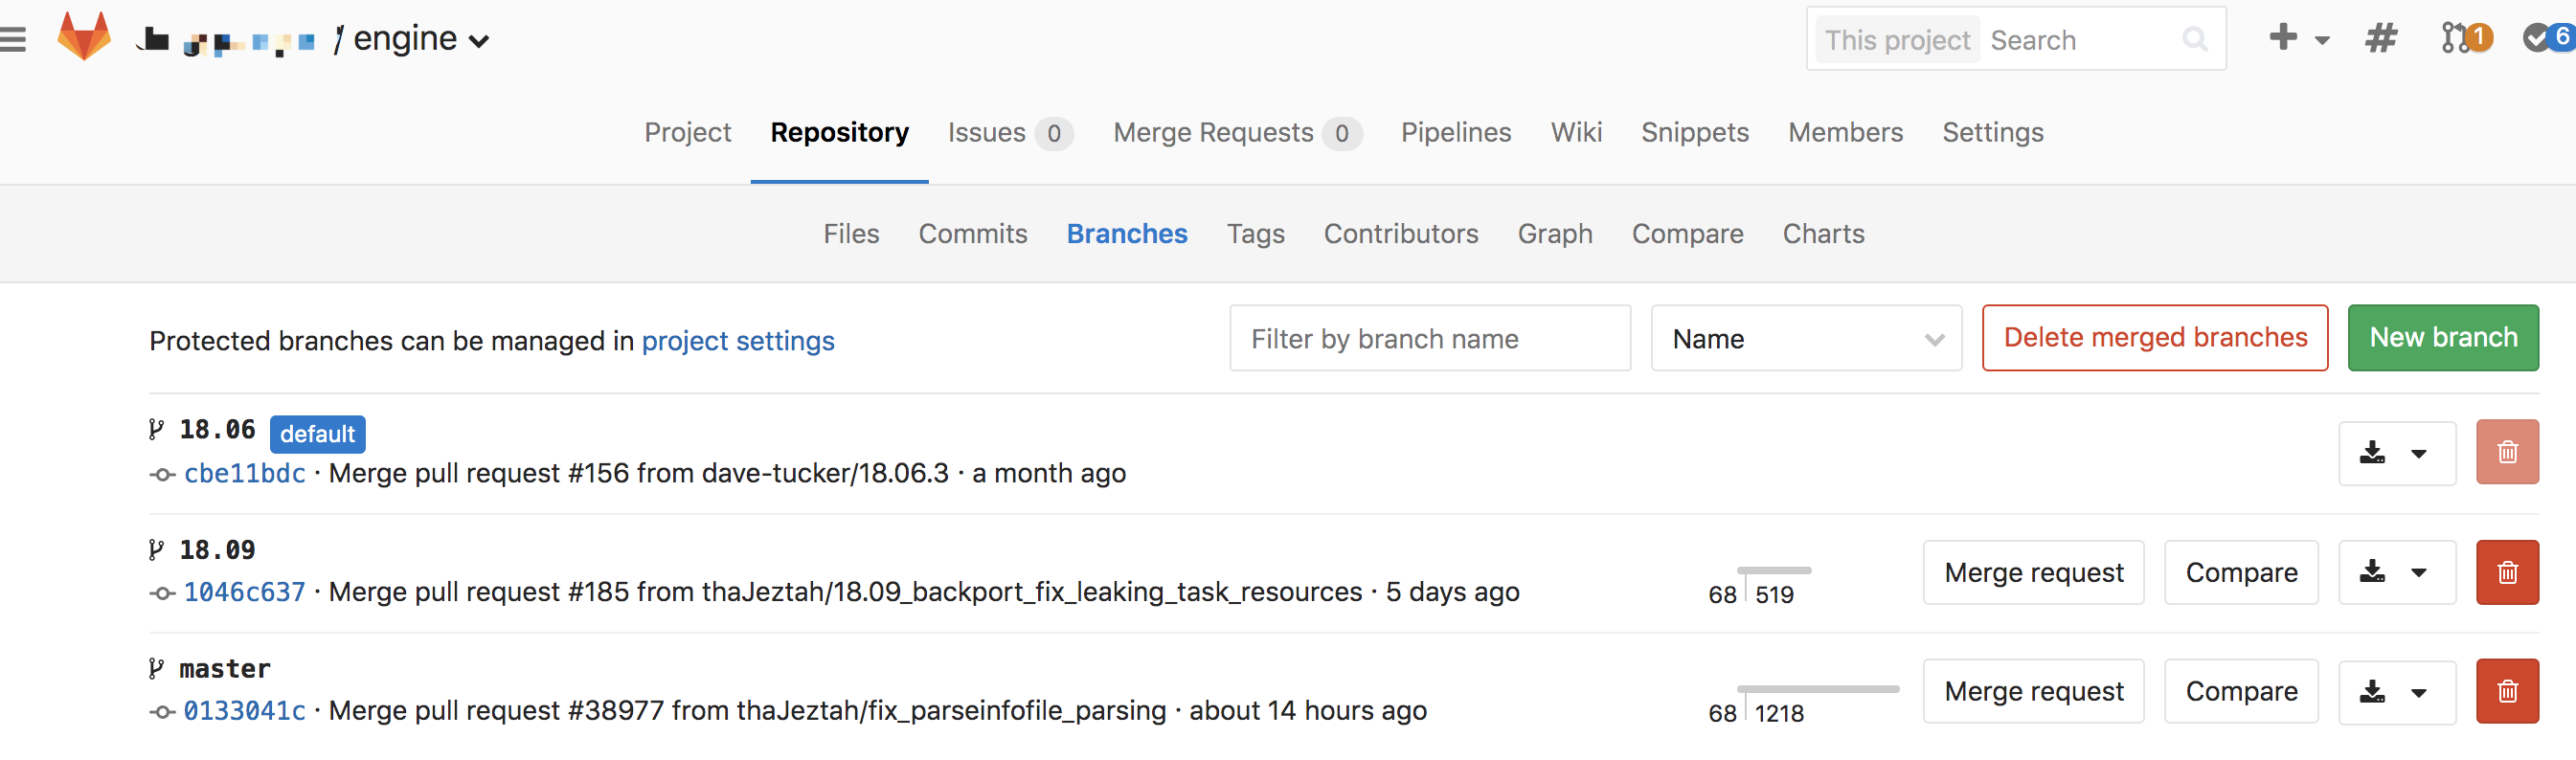 / engine
This project Search
1
6
Project Repository Issues 0 Merge Requests 0 Pipelines Wiki Snippets Members Settings
Files Commits Branches Tags Contributors Graph Compare Charts
Protected branches can be managed in project settings
Filter by branch name
Name
Delete merged branches
New branch
18.06 default
cbe11bdc · Merge pull request #156 from dave-tucker/18.06.3 · a month ago
18.09
1046c637 · Merge pull request #185 from thaJeztah/18.09_backport_fix_leaking_task_resources · 5 days ago
68 519
Merge request Compare
master
0133041c · Merge pull request #38977 from thaJeztah/fix_parseinfofile_parsing · about 14 hours ago
68 1218
Merge request Compare